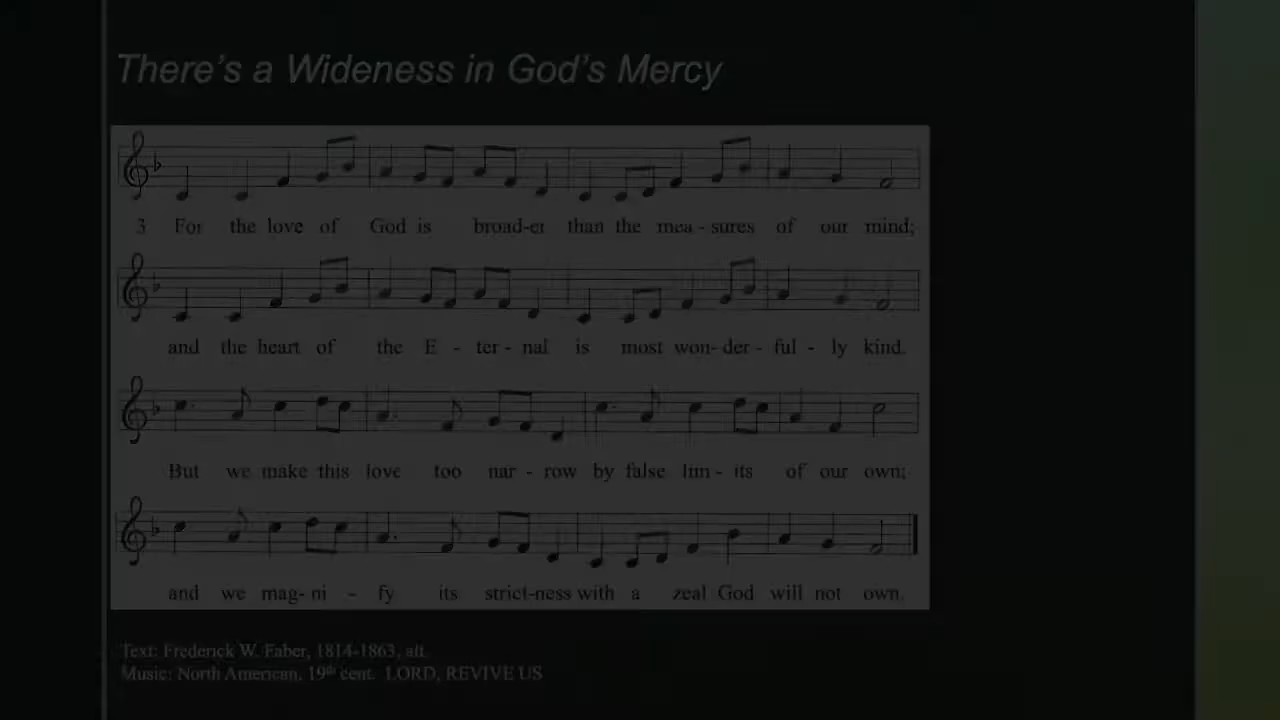 There's a Wideness in God's Mercy
3 For the love of God is broad-er than the mea - sures of our mind;
and the heart of the E - ter - nal is most won- der - ful - ly kind.
But we make this love too nar - row by false lim - its of our own;
and we mag- ni - fy its strict-ness with a zeal God will not own.
Text: Frederick W. Faber, 1814-1863, alt.
Music: North American, 19th cent. LORD, REVIVE US